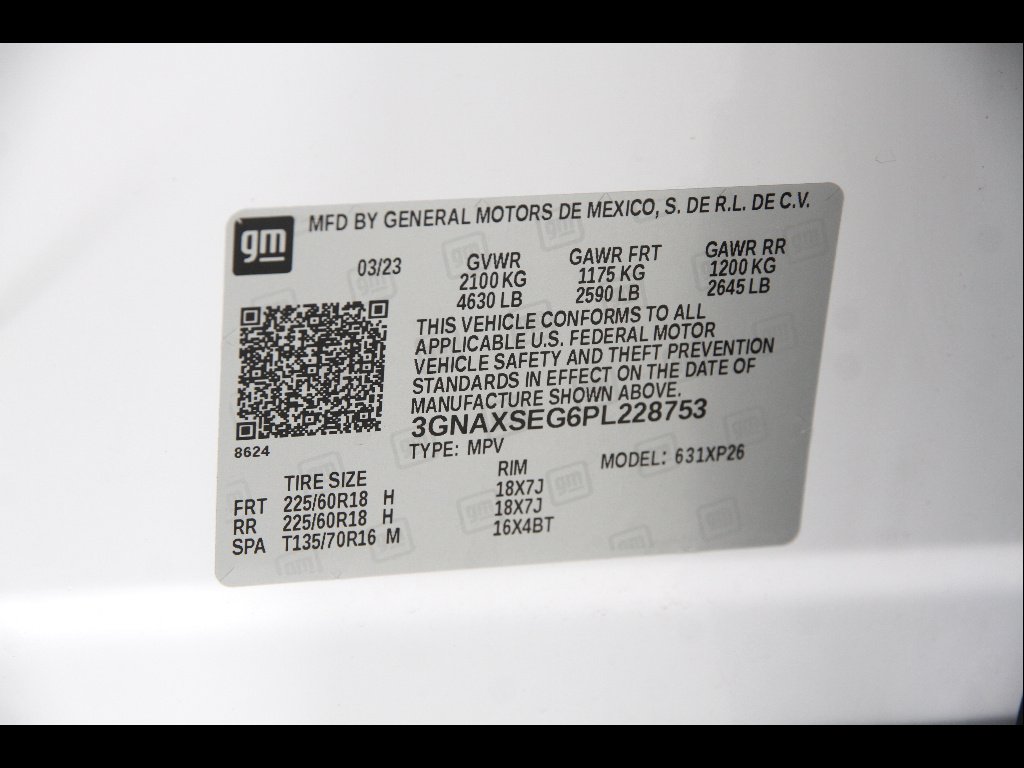 gm MFD BY GENERAL MOTORS DE MEXICO, S. DE R.L. DE C.V.
03/23 GVWR GAWR FRT GAWR RR
2100 KG 1175 KG 1200 KG
4630 LB 2590 LB 2645 LB
THIS VEHICLE CONFORMS TO ALL
APPLICABLE U.S. FEDERAL MOTOR
VEHICLE SAFETY AND THEFT PREVENTION
STANDARDS IN EFFECT ON THE DATE OF
MANUFACTURE SHOWN ABOVE.
3GNAXSEG6PL228753
8624 TYPE: MPV MODEL: 631XP26
TIRE SIZE RIM
FRT 225/60R18 H 18X7J
RR 225/60R18 H 18X7J
SPA T135/70R16 M 16X4BT